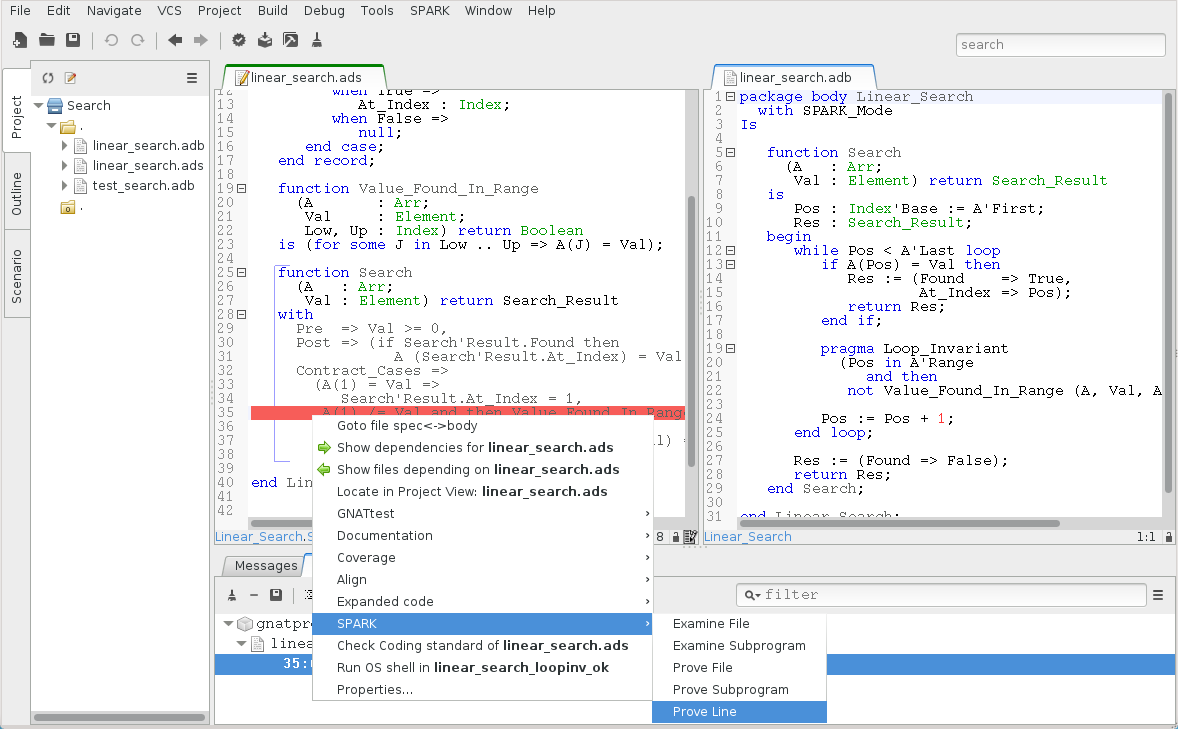 File Edit Navigate VCS Project Build Debug Tools SPARK Window Help
search
Project
Outline
Scenario
Search
.
linear_search.adb
linear_search.ads
test_search.adb
.
linear_search.ads
12 when True =>
13 At_Index : Index;
14 when False =>
15 null;
16 end case;
17 end record;
18
19 function Value_Found_In_Range
20 (A : Arr;
21 Val : Element;
22 Low, Up : Index) return Boolean
23 is (for some J in Low .. Up => A(J) = Val);
24
25 function Search
26 (A : Arr;
27 Val : Element) return Search_Result
28 with
29 Pre => Val >= 0,
30 Post => (if Search'Result.Found then
31 A (Search'Result.At_Index) = Val
32 Contract_Cases =>
33 (A(1) = Val =>
34 Search'Result.At_Index = 1,
35 A(1) /= Val and then Value_Found_In_Range
36
37
38
39
40 end Lin
41
42
Linear_Search.S
8
linear_search.adb
1 package body Linear_Search
2 with SPARK_Mode
3 Is
4
5 function Search
6 (A : Arr;
7 Val : Element) return Search_Result
8 is
9 Pos : Index'Base := A'First;
10 Res : Search_Result;
11 begin
12 while Pos < A'Last loop
13 if A(Pos) = Val then
14 Res := (Found => True,
15 At_Index => Pos);
16 return Res;
17 end if;
18
19 pragma Loop_Invariant
20 (Pos in A'Range
21 and then
22 not Value_Found_In_Range (A, Val, A
23
24 Pos := Pos + 1;
25 end loop;
26
27 Res := (Found => False);
28 return Res;
29 end Search;
30
31 end Linear_Search;
Linear_Search
1:1
Goto file spec<->body
Show dependencies for linear_search.ads
Show files depending on linear_search.ads
Locate in Project View: linear_search.ads
GNATtest
Documentation
Coverage
Align
Expanded code
SPARK
Check Coding standard of linear_search.ads
Run OS shell in linear_search_loopinv_ok
Properties...
Examine File
Examine Subprogram
Prove File
Prove Subprogram
Prove Line
Messages
filter
gnatpr
linea
35: